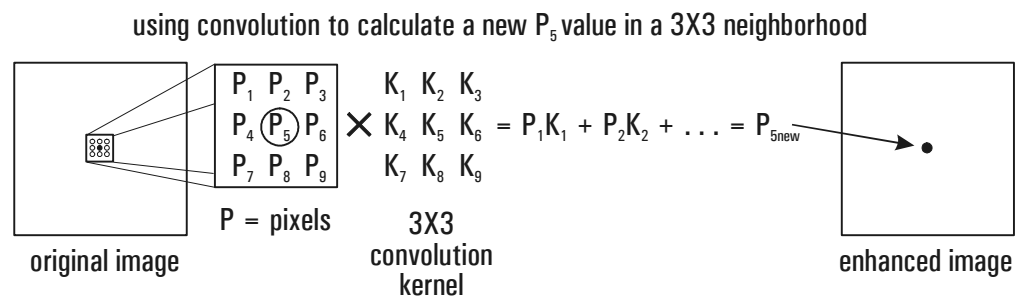 using convolution to calculate a new P₅ value in a 3X3 neighborhood
P₁ P₂ P₃ K₁ K₂ K₃
P₄ P₅ P₆ × K₄ K₅ K₆ = P₁K₁ + P₂K₂ + . . . = P₅new
P₇ P₈ P₉ K₇ K₈ K₉
P = pixels
3X3
convolution
kernel
original image
enhanced image